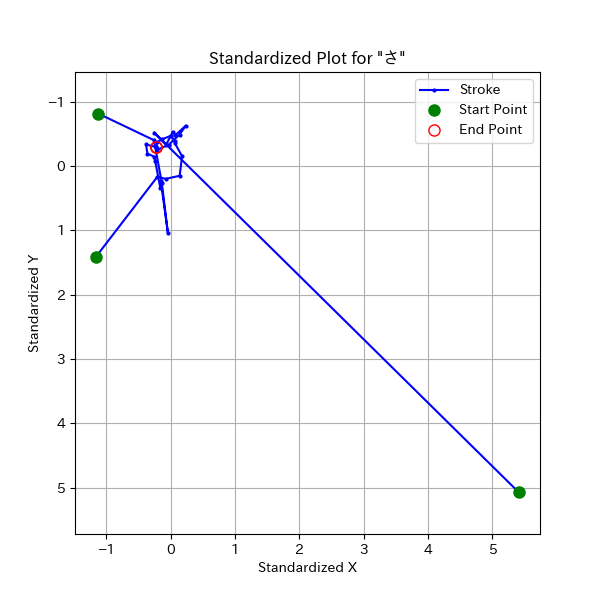 Standardized Plot for "さ"
Stroke
Start Point
End Point
Standardized Y
−1
0
1
2
3
4
5
−1 0 1 2 3 4 5
Standardized X